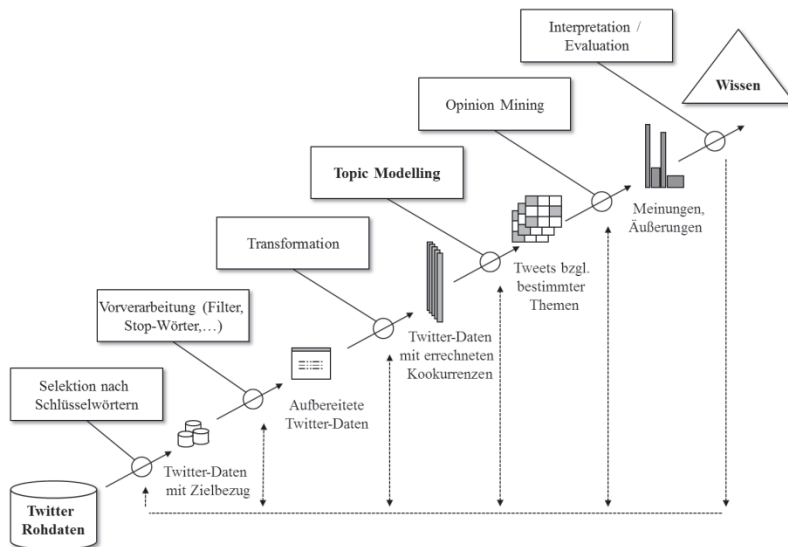 Interpretation /
Evaluation
Wissen
Opinion Mining
Topic Modelling
Meinungen,
Äußerungen
Transformation
Tweets bzgl.
bestimmter
Themen
Vorverarbeitung (Filter,
Stop-Wörter,…)
Twitter-Daten
mit errechneten
Kookurrenzen
Selektion nach
Schlüsselwörtern
Aufbereitete
Twitter-Daten
Twitter-Daten
mit Zielbezug
Twitter
Rohdaten